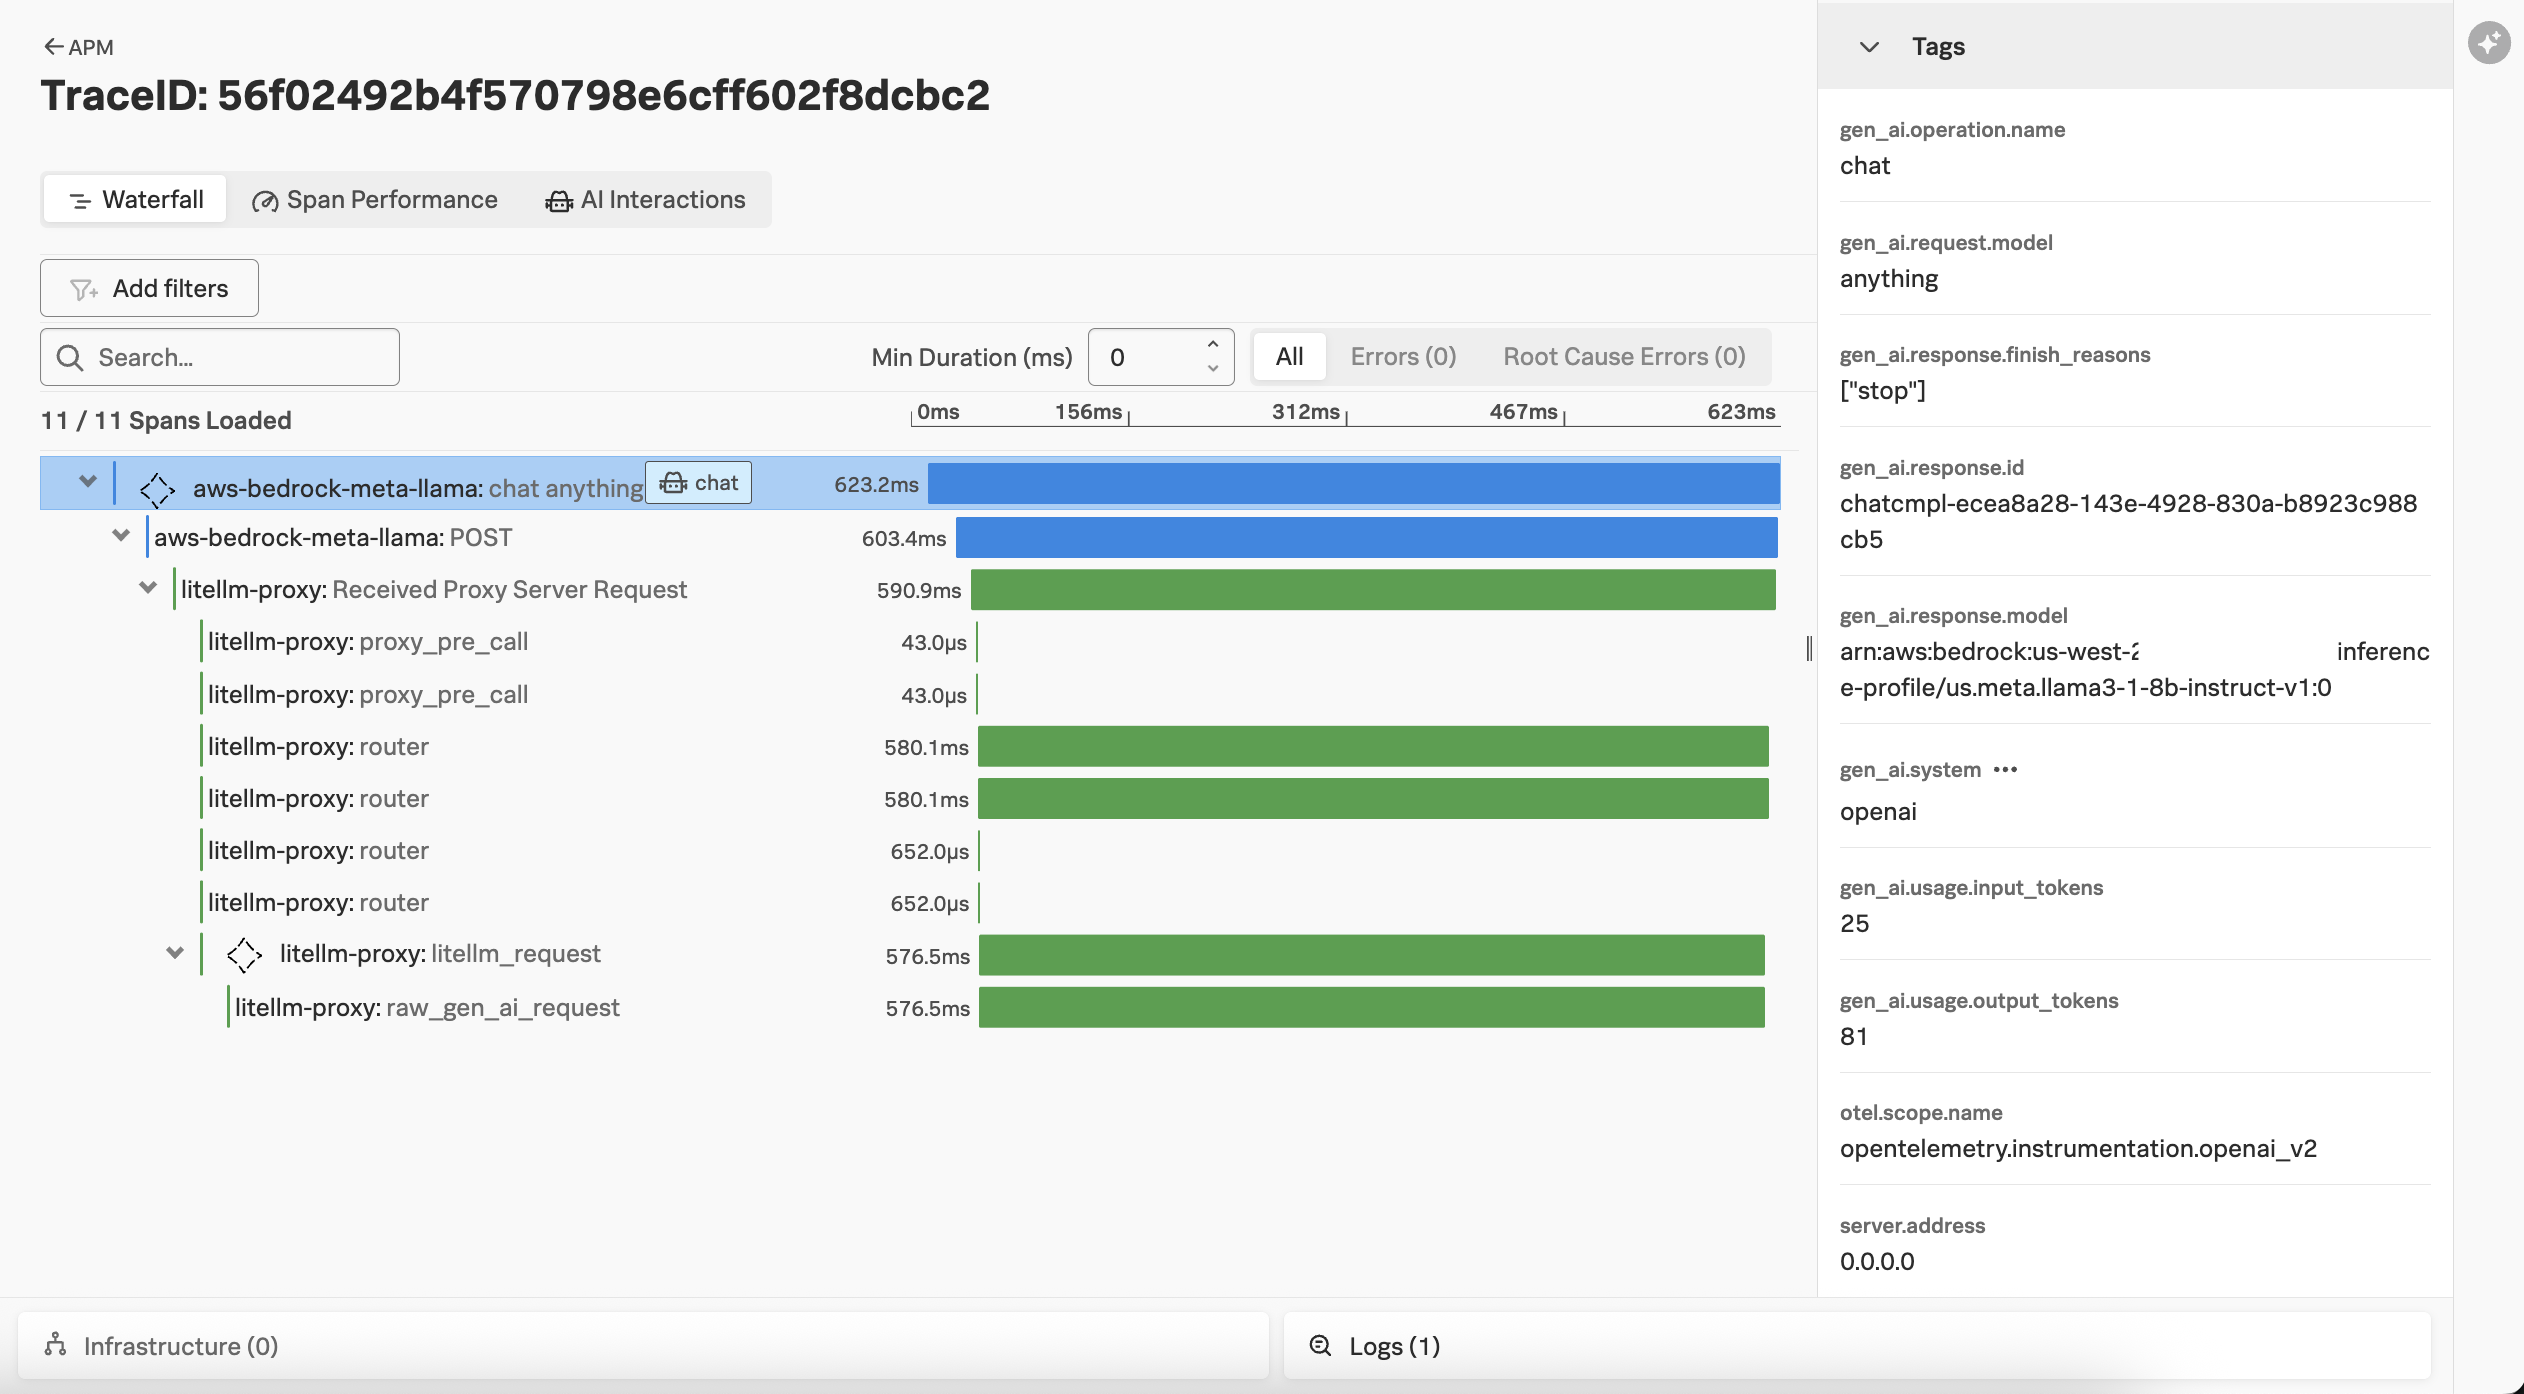 APM
TraceID: 56f02492b4f570798e6cff602f8dcbc2
Waterfall
Span Performance
AI Interactions
Add filters
Search...
Min Duration (ms)
0
All
Errors (0)
Root Cause Errors (0)
11 / 11 Spans Loaded
0ms
156ms
312ms
467ms
623ms
aws-bedrock-meta-llama: chat anything
chat
623.2ms
aws-bedrock-meta-llama: POST
603.4ms
litellm-proxy: Received Proxy Server Request
590.9ms
litellm-proxy: proxy_pre_call
43.0µs
litellm-proxy: proxy_pre_call
43.0µs
litellm-proxy: router
580.1ms
litellm-proxy: router
580.1ms
litellm-proxy: router
652.0µs
litellm-proxy: router
652.0µs
litellm-proxy: litellm_request
576.5ms
litellm-proxy: raw_gen_ai_request
576.5ms
Tags
gen_ai.operation.name
chat
gen_ai.request.model
anything
gen_ai.response.finish_reasons
["stop"]
gen_ai.response.id
chatcmpl-ecea8a28-143e-4928-830a-b8923c988
cb5
gen_ai.response.model
arn:aws:bedrock:us-west-2 inferenc
e-profile/us.meta.llama3-1-8b-instruct-v1:0
gen_ai.system •••
openai
gen_ai.usage.input_tokens
25
gen_ai.usage.output_tokens
81
otel.scope.name
opentelemetry.instrumentation.openai_v2
server.address
0.0.0.0
Infrastructure (0)
Logs (1)